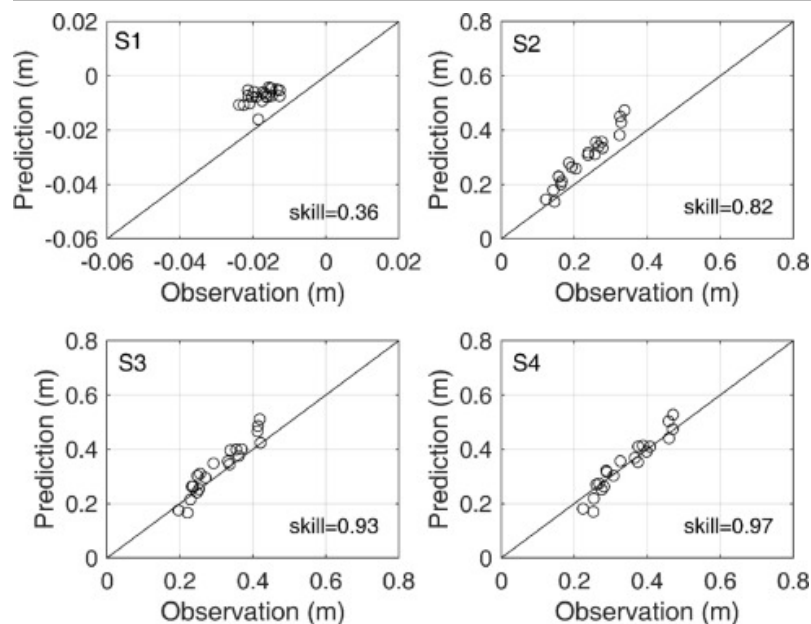 S1
0.02
0
-0.02
-0.04
-0.06
Prediction (m)
skill=0.36
-0.06 -0.04 -0.02 0 0.02
Observation (m)
S2
0.8
0.6
0.4
0.2
0
Prediction (m)
skill=0.82
0 0.2 0.4 0.6 0.8
Observation (m)
S3
0.8
0.6
0.4
0.2
0
Prediction (m)
skill=0.93
0 0.2 0.4 0.6 0.8
Observation (m)
S4
0.8
0.6
0.4
0.2
0
Prediction (m)
skill=0.97
0 0.2 0.4 0.6 0.8
Observation (m)